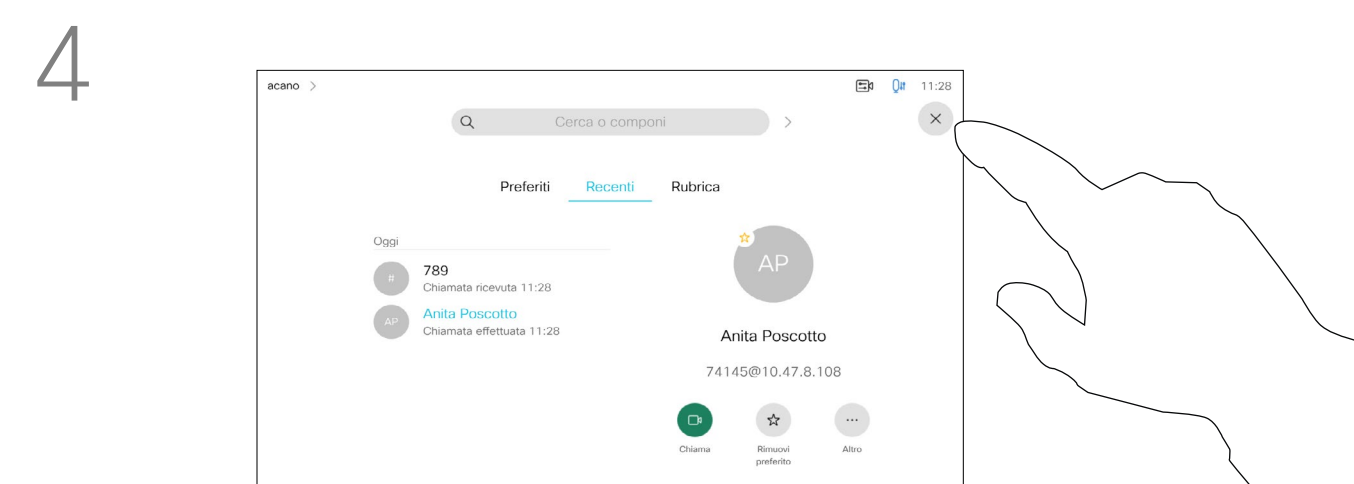 4
acano >
11:28
Cerca o componi >
Preferiti Recenti Rubrica
Oggi
#
789
Chiamata ricevuta 11:28
AP
Anita Poscotto
Chiamata effettuata 11:28
AP
Anita Poscotto
74145@10.47.8.108
Chiama
Rimuovi
preferito
Altro